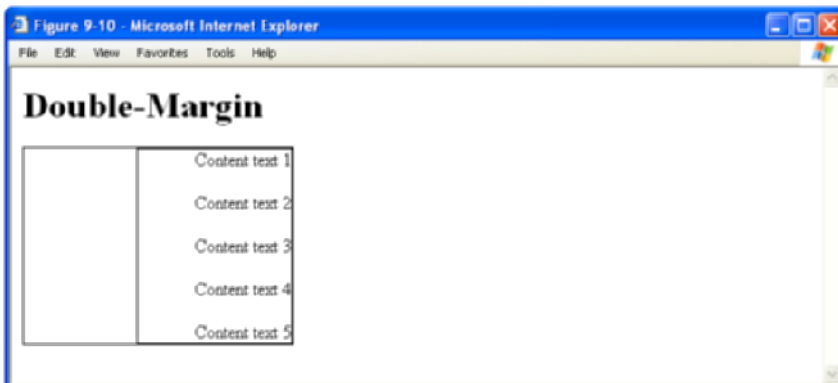 Figure 9-10 - Microsoft Internet Explorer
File Edit View Favorites Tools Help
Double-Margin
Content text 1
Content text 2
Content text 3
Content text 4
Content text 5